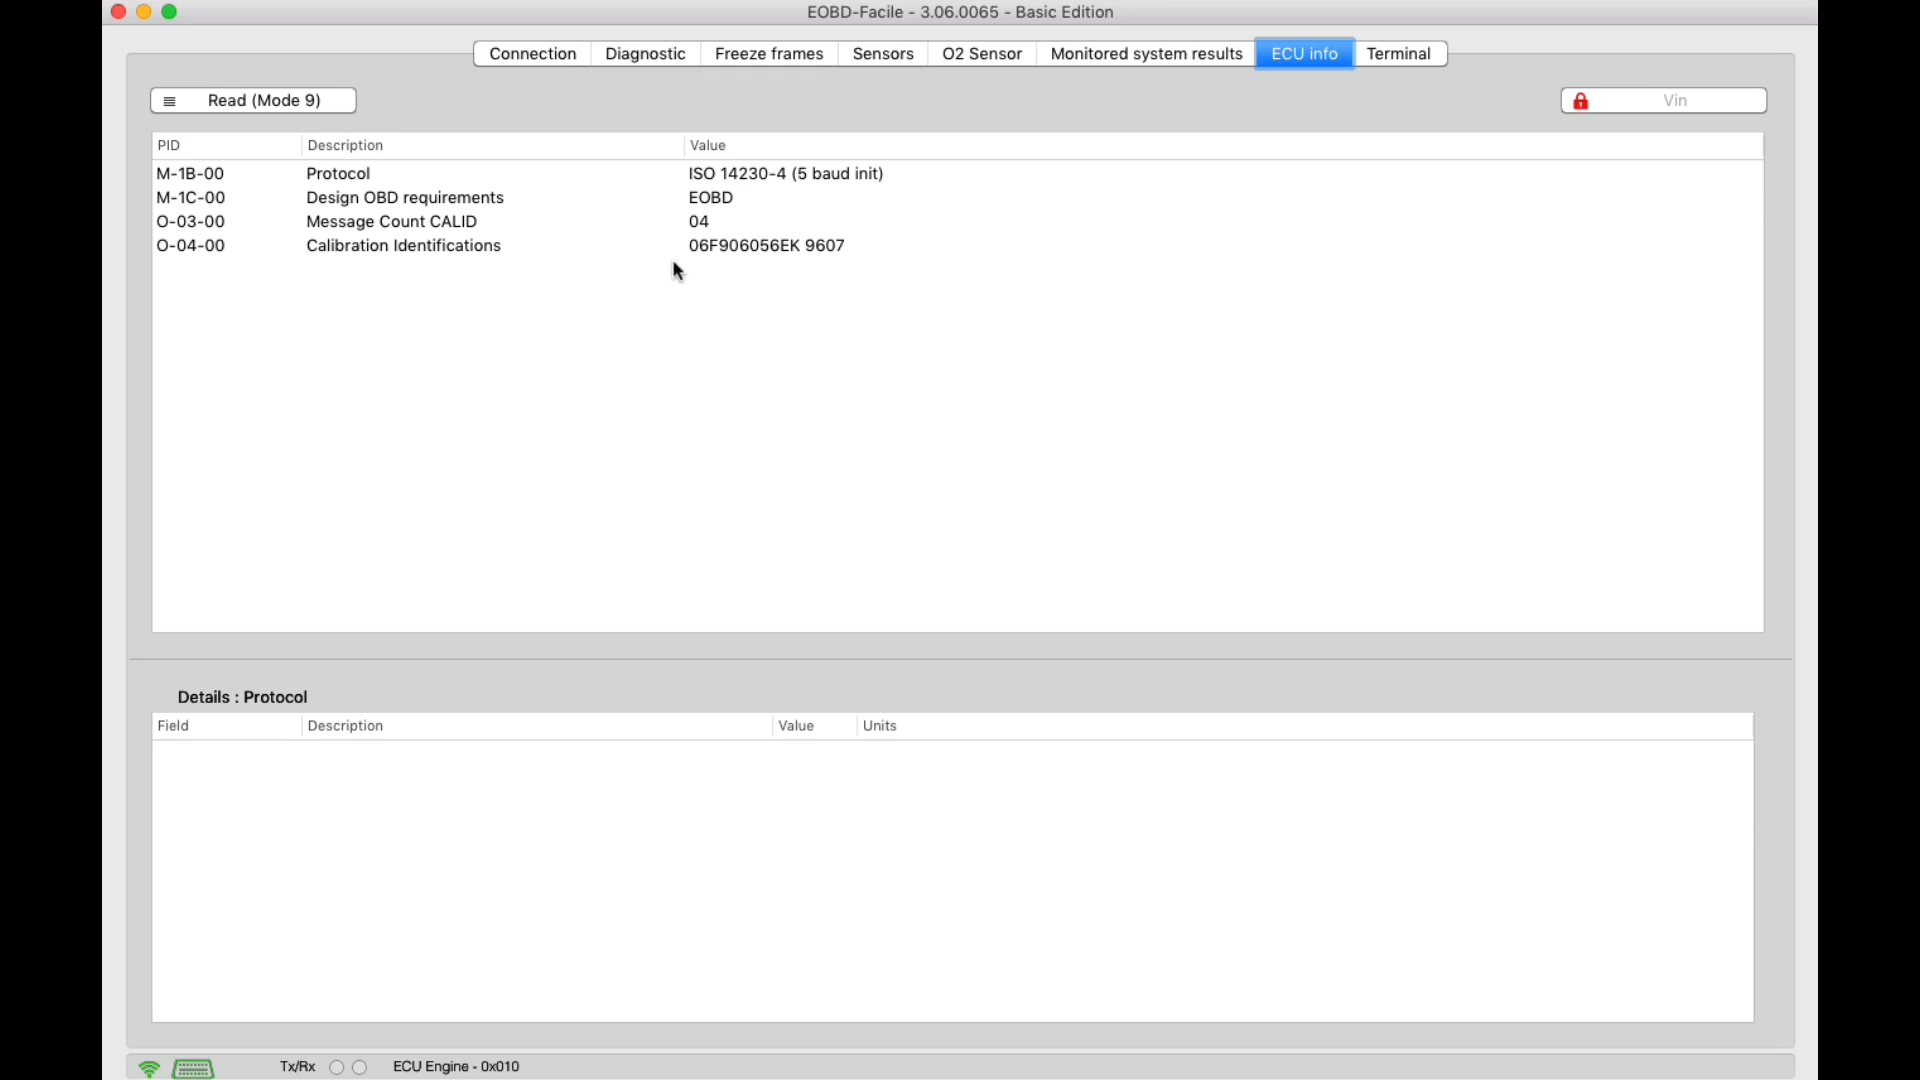 EOBD-Facile - 3.06.0065 - Basic Edition
Connection Diagnostic Freeze frames Sensors O2 Sensor Monitored system results ECU info Terminal
Read (Mode 9) Vin
PID Description Value
M-1B-00 Protocol ISO 14230-4 (5 baud init)
M-1C-00 Design OBD requirements EOBD
O-03-00 Message Count CALID 04
O-04-00 Calibration Identifications 06F906056EK 9607
Details : Protocol
Field Description Value Units
Tx/Rx ECU Engine - 0x010